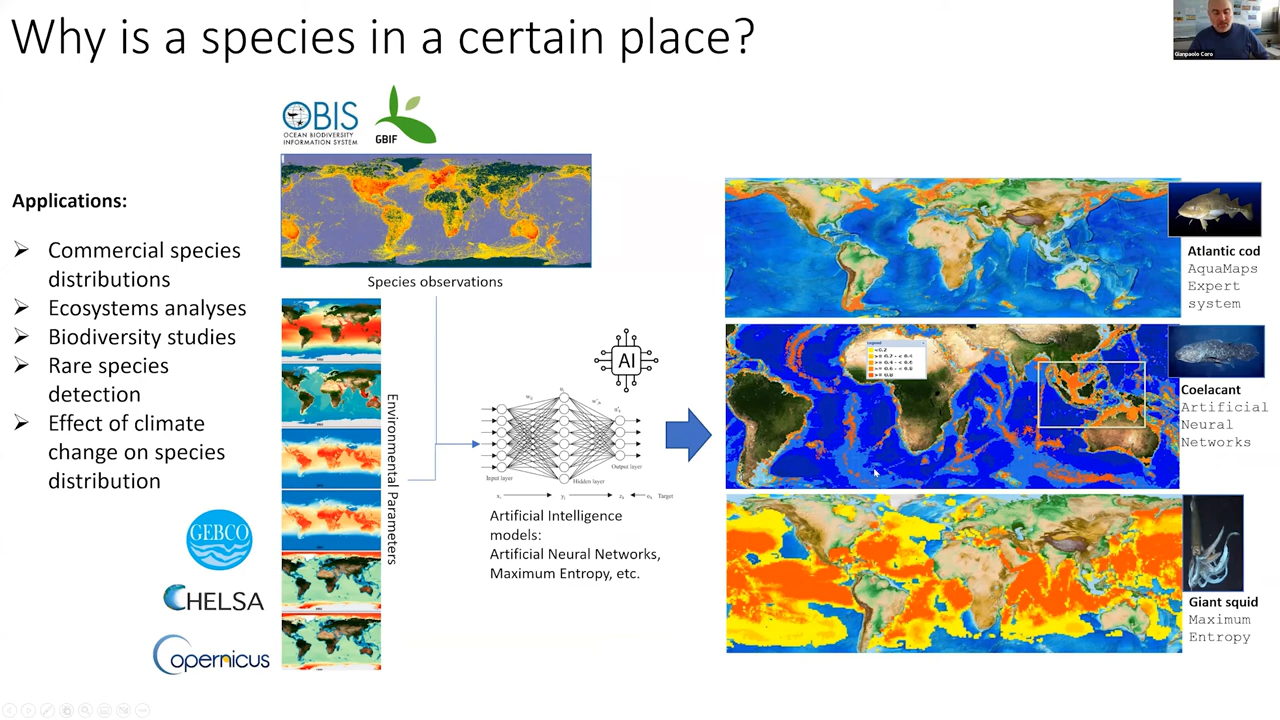 Why is a species in a certain place?
Gianpaolo Coro
OBIS
OCEAN BIODIVERSITY
INFORMATION SYSTEM
GBIF
Applications:
Commercial species
distributions
Ecosystems analyses
Biodiversity studies
Rare species
detection
Effect of climate
change on species
distribution
GEBCO
CHELSA
Copernicus
Species observations
Environmental Parameters
AI
Input layer
Hidden layer
Output layer
Target
Artificial Intelligence
models:
Artificial Neural Networks,
Maximum Entropy, etc.
Atlantic cod
AquaMaps
Expert
system
Legend
Coelacant
Artificial
Neural
Networks
Giant squid
Maximum
Entropy